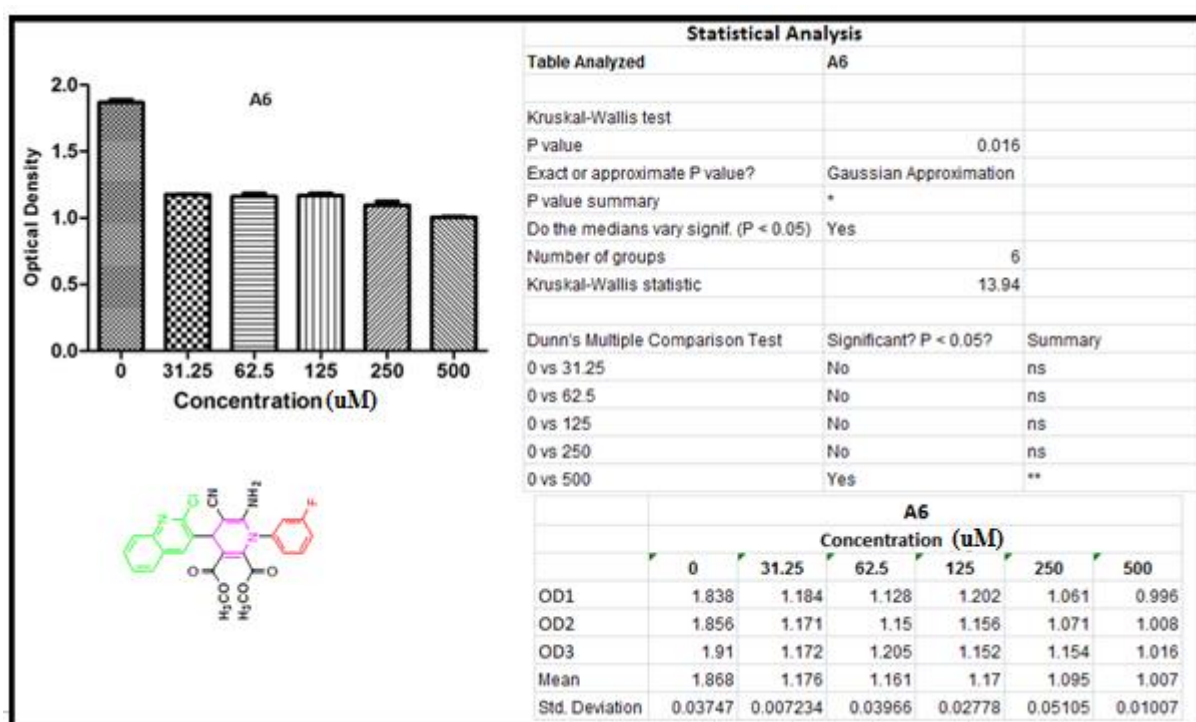 A6
Optical Density
2.0
1.5
1.0
0.5
0.0
0 31.25 62.5 125 250 500
Concentration (uM)
N
Cl
CN
NH₂
N
F
O
O
H₃CO
H₃CO
Statistical Analysis
Table Analyzed A6
Kruskal-Wallis test
P value 0.016
Exact or approximate P value? Gaussian Approximation
P value summary *
Do the medians vary signif. (P < 0.05) Yes
Number of groups 6
Kruskal-Wallis statistic 13.94
Dunn's Multiple Comparison Test Significant? P < 0.05? Summary
0 vs 31.25 No ns
0 vs 62.5 No ns
0 vs 125 No ns
0 vs 250 No ns
0 vs 500 Yes **
A6
Concentration (uM)
0 31.25 62.5 125 250 500
OD1 1.838 1.184 1.128 1.202 1.061 0.996
OD2 1.856 1.171 1.15 1.156 1.071 1.008
OD3 1.91 1.172 1.205 1.152 1.154 1.016
Mean 1.868 1.176 1.161 1.17 1.095 1.007
Std. Deviation 0.03747 0.007234 0.03966 0.02778 0.05105 0.01007